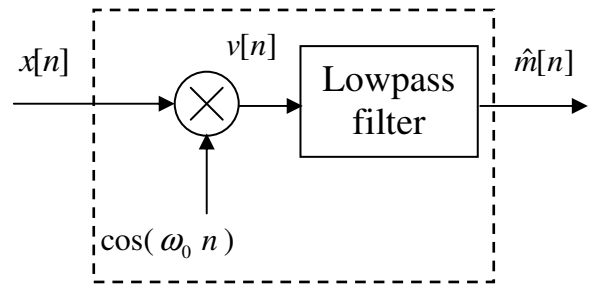 x[n]
v[n]
m̂[n]
Lowpass
filter
cos( ω₀ n )